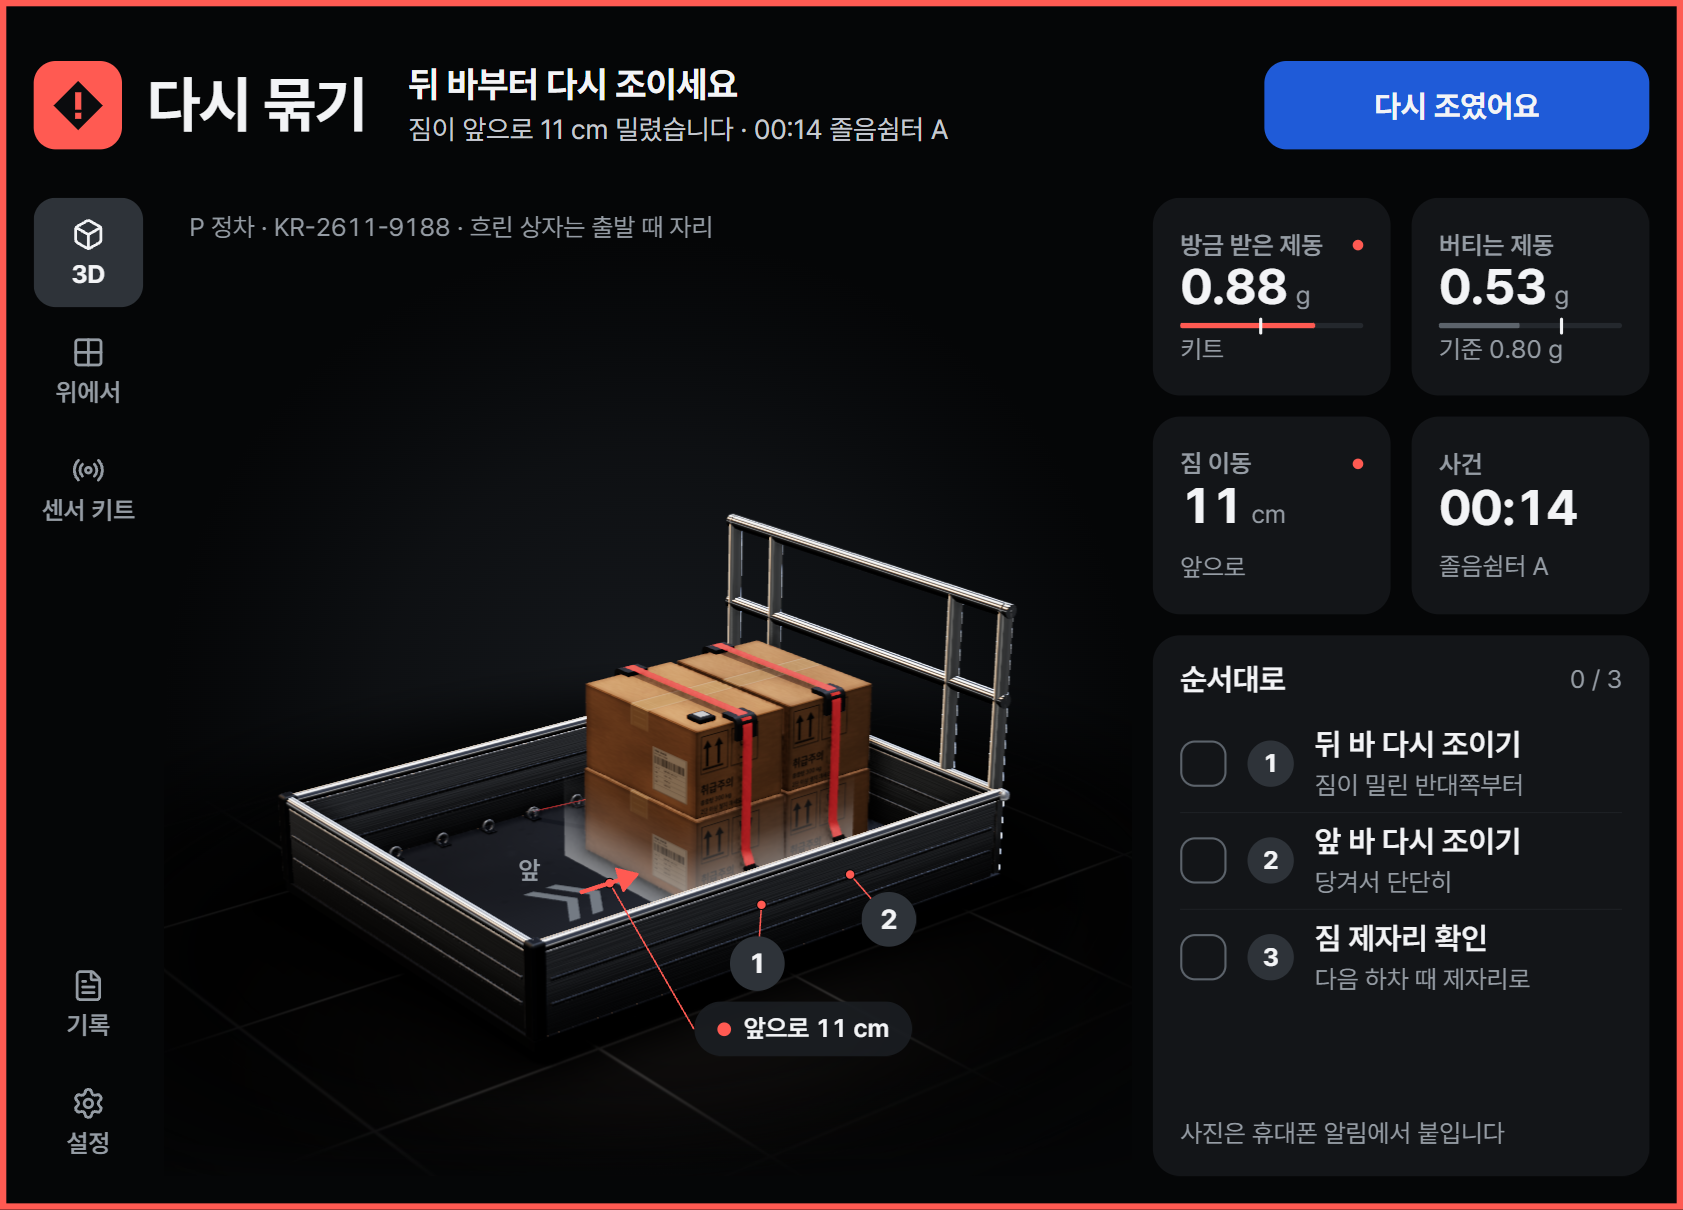 다시 묶기
뒤 바부터 다시 조이세요
짐이 앞으로 11 cm 밀렸습니다 · 00:14 졸음쉼터 A
다시 조였어요
3D
위에서
센서 키트
기록
설정
P 정차 · KR-2611-9188 · 흐린 상자는 출발 때 자리
앞
취급주의
취급주의
1
2
앞으로 11 cm
방금 받은 제동
0.88 g
키트
버티는 제동
0.53 g
기준 0.80 g
짐 이동
11 cm
앞으로
사건
00:14
졸음쉼터 A
순서대로
0 / 3
1
뒤 바 다시 조이기
짐이 밀린 반대쪽부터
2
앞 바 다시 조이기
당겨서 단단히
3
짐 제자리 확인
다음 하차 때 제자리로
사진은 휴대폰 알림에서 붙입니다